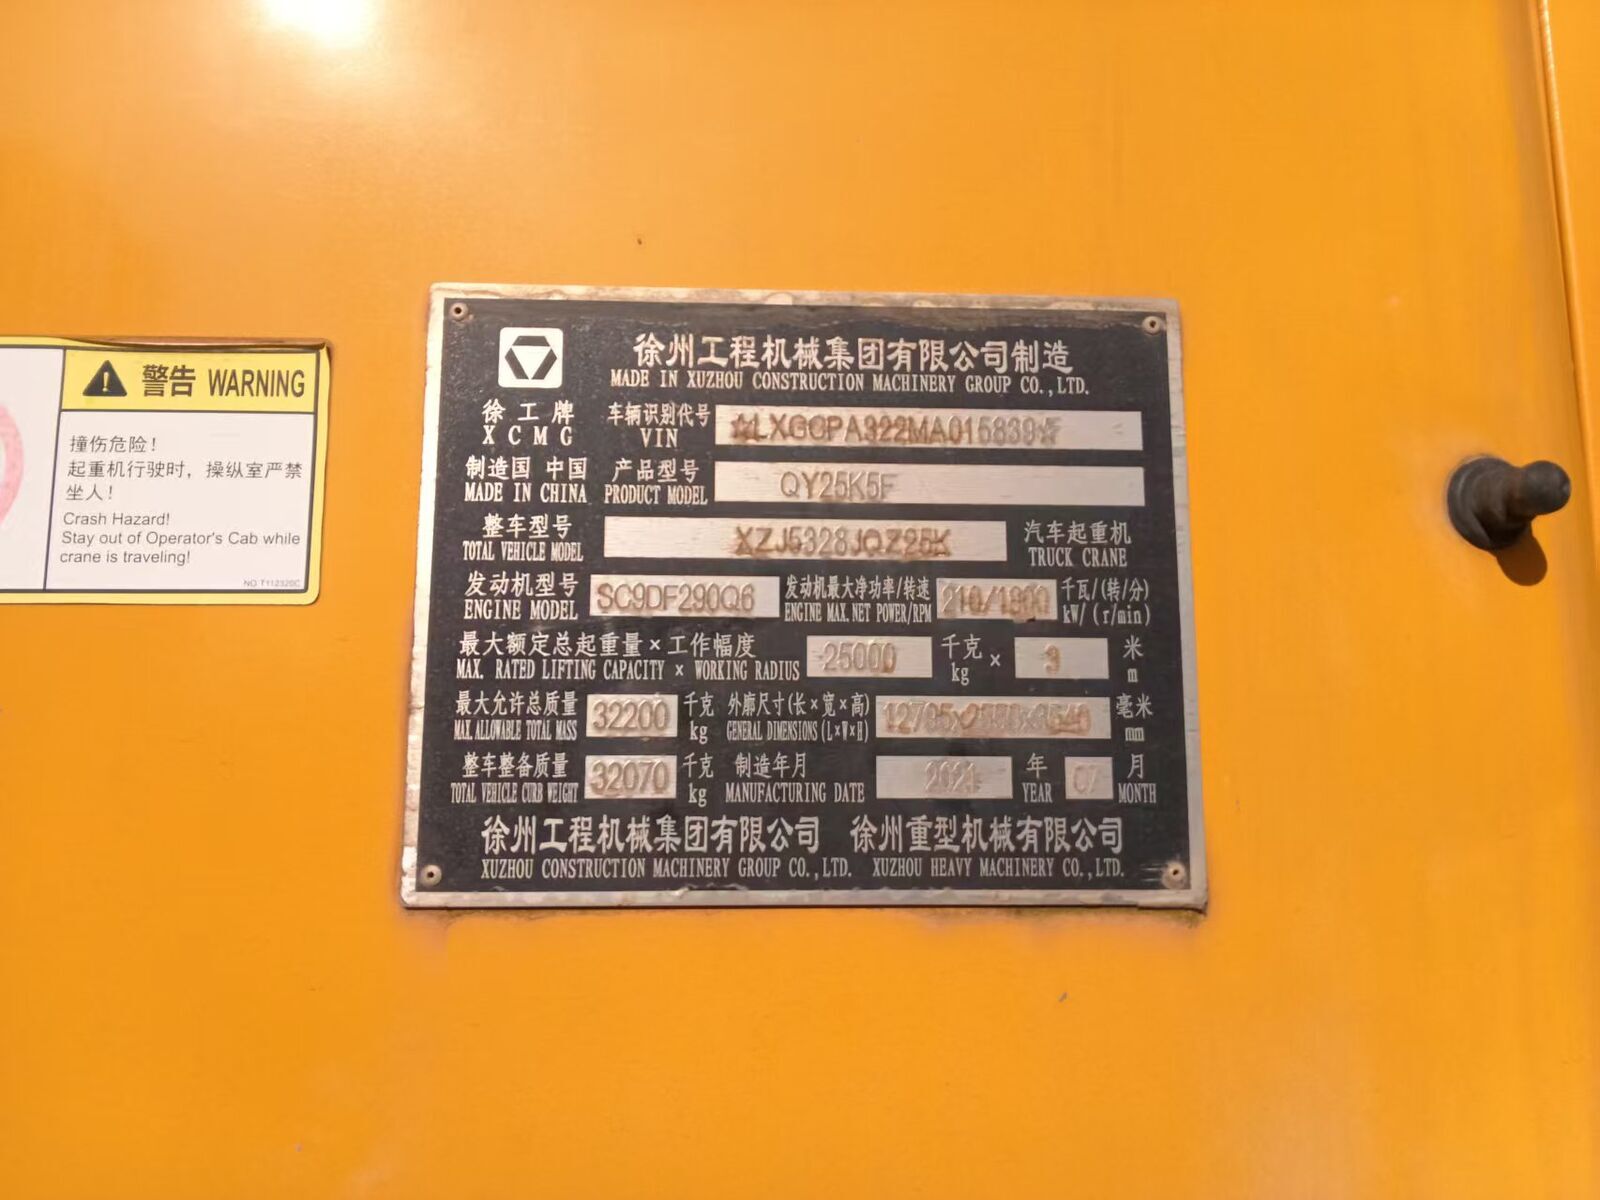 警告 WARNING
撞伤危险！
起重机行驶时，操纵室严禁
坐人！
Crash Hazard!
Stay out of Operator's Cab while
crane is traveling!
NO.T112320C
徐州工程机械集团有限公司制造
MADE IN XUZHOU CONSTRUCTION MACHINERY GROUP CO.,LTD.
徐工牌 车辆识别代号
XCMG VIN ☆LXGCPA322MA015839☆
制造国 中国 产品型号
MADE IN CHINA PRODUCT MODEL QY25K5F
整车型号 汽车起重机
TOTAL VEHICLE MODEL XZJ5328JQZ25K TRUCK CRANE
发动机型号 发动机最大净功率/转速 千瓦/(转/分)
ENGINE MODEL SC9DF290Q6 ENGINE MAX.NET POWER/RPM 210/1900 kW/(r/min)
最大额定总起重量×工作幅度 千克 米
MAX. RATED LIFTING CAPACITY × WORKING RADIUS 25000 kg × 3 m
最大允许总质量 千克 外廓尺寸(长×宽×高) 毫米
MAX.ALLOWABLE TOTAL MASS 32200 kg GENERAL DIMENSIONS(L×W×H) mm
整车整备质量 千克 制造年月 年 月
TOTAL VEHICLE CURB WEIGHT 32070 kg MANUFACTURING DATE 2021 YEAR 07 MONTH
徐州工程机械集团有限公司 徐州重型机械有限公司
XUZHOU CONSTRUCTION MACHINERY GROUP CO.,LTD. XUZHOU HEAVY MACHINERY CO.,LTD.